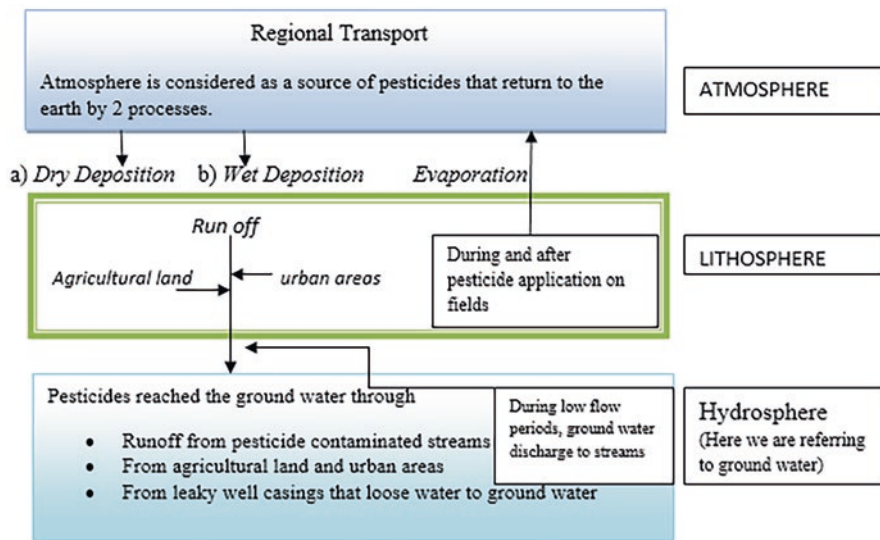 Regional Transport
Atmosphere is considered as a source of pesticides that return to the
earth by 2 processes.
ATMOSPHERE
a) Dry Deposition b) Wet Deposition Evaporation
Run off
Agricultural land urban areas
During and after
pesticide application on
fields
LITHOSPHERE
Pesticides reached the ground water through
• Runoff from pesticide contaminated streams
• From agricultural land and urban areas
• From leaky well casings that loose water to ground water
During low flow
periods, ground water
discharge to streams
Hydrosphere
(Here we are referring
to ground water)